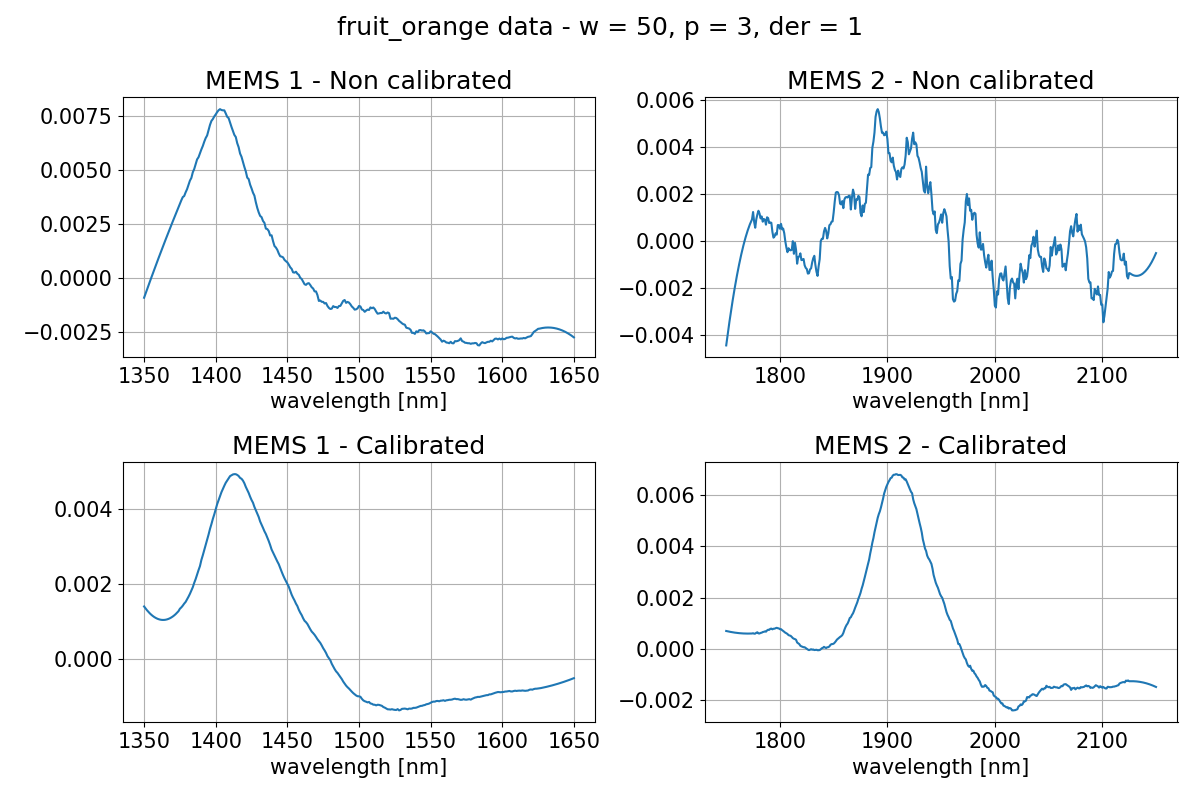 fruit_orange data - w = 50, p = 3, der = 1
MEMS 1 - Non calibrated
0.0075
0.0050
0.0025
0.0000
−0.0025
1350 1400 1450 1500 1550 1600 1650
wavelength [nm]
MEMS 2 - Non calibrated
0.006
0.004
0.002
0.000
−0.002
−0.004
1800 1900 2000 2100
wavelength [nm]
MEMS 1 - Calibrated
0.004
0.002
0.000
1350 1400 1450 1500 1550 1600 1650
wavelength [nm]
MEMS 2 - Calibrated
0.006
0.004
0.002
0.000
−0.002
1800 1900 2000 2100
wavelength [nm]